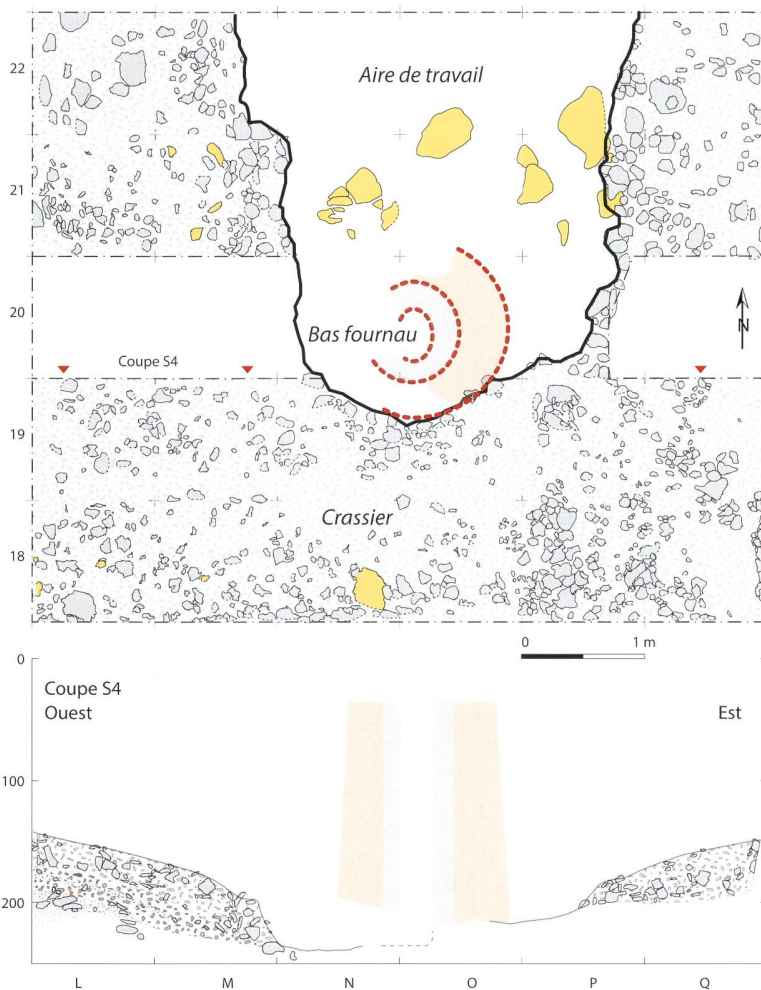 22
Aire de travail
21
20
Bas fournau
N
Coupe S4
19
Crassier
18
0 1 m
0
Coupe S4
Ouest
Est
100
200
L M N O P Q